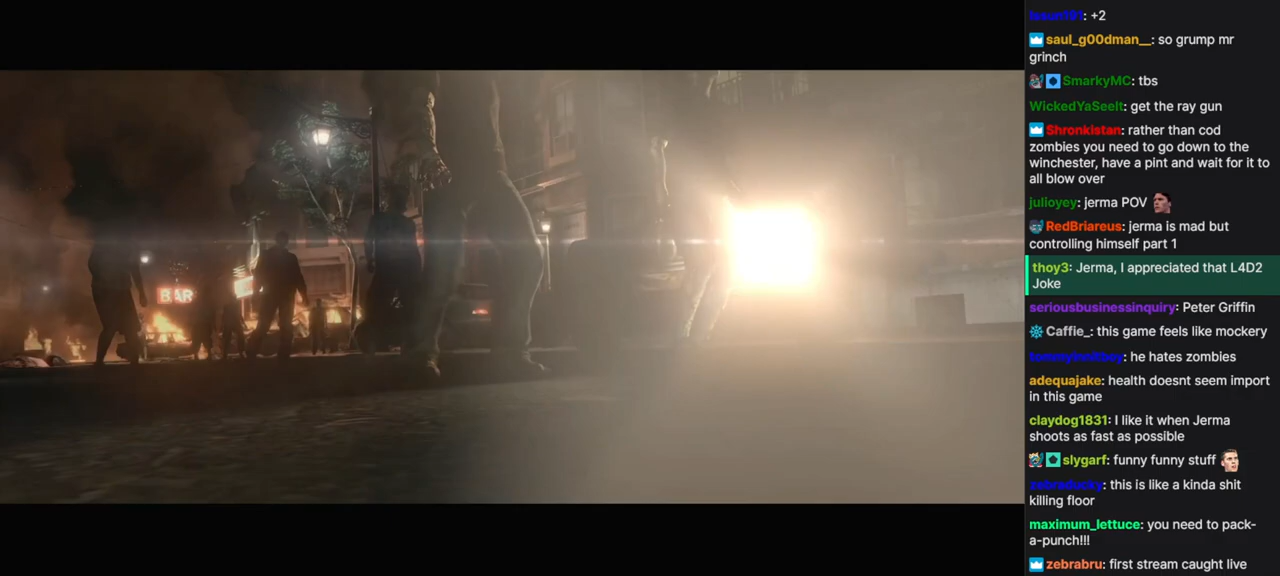 BAR
: +2
saul_g00dman__: so grump mr
grinch
SmarkyMC: tbs
WickedYaSeeIt: get the ray gun
Shronkistan: rather than cod
zombies you need to go down to the
winchester, have a pint and wait for it to
all blow over
julioyey: jerma POV
RedBriareus: jerma is mad but
controlling himself part 1
thoy3: Jerma, I appreciated that L4D2
Joke
seriousbusinessinquiry: Peter Griffin
Caffie_: this game feels like mockery
: he hates zombies
adequajake: health doesnt seem import
in this game
claydog1831: I like it when Jerma
shoots as fast as possible
slygarf: funny funny stuff
zebraducky: this is like a kinda shit
killing floor
maximum_lettuce: you need to pack-
a-punch!!!
zebrabru: first stream caught live